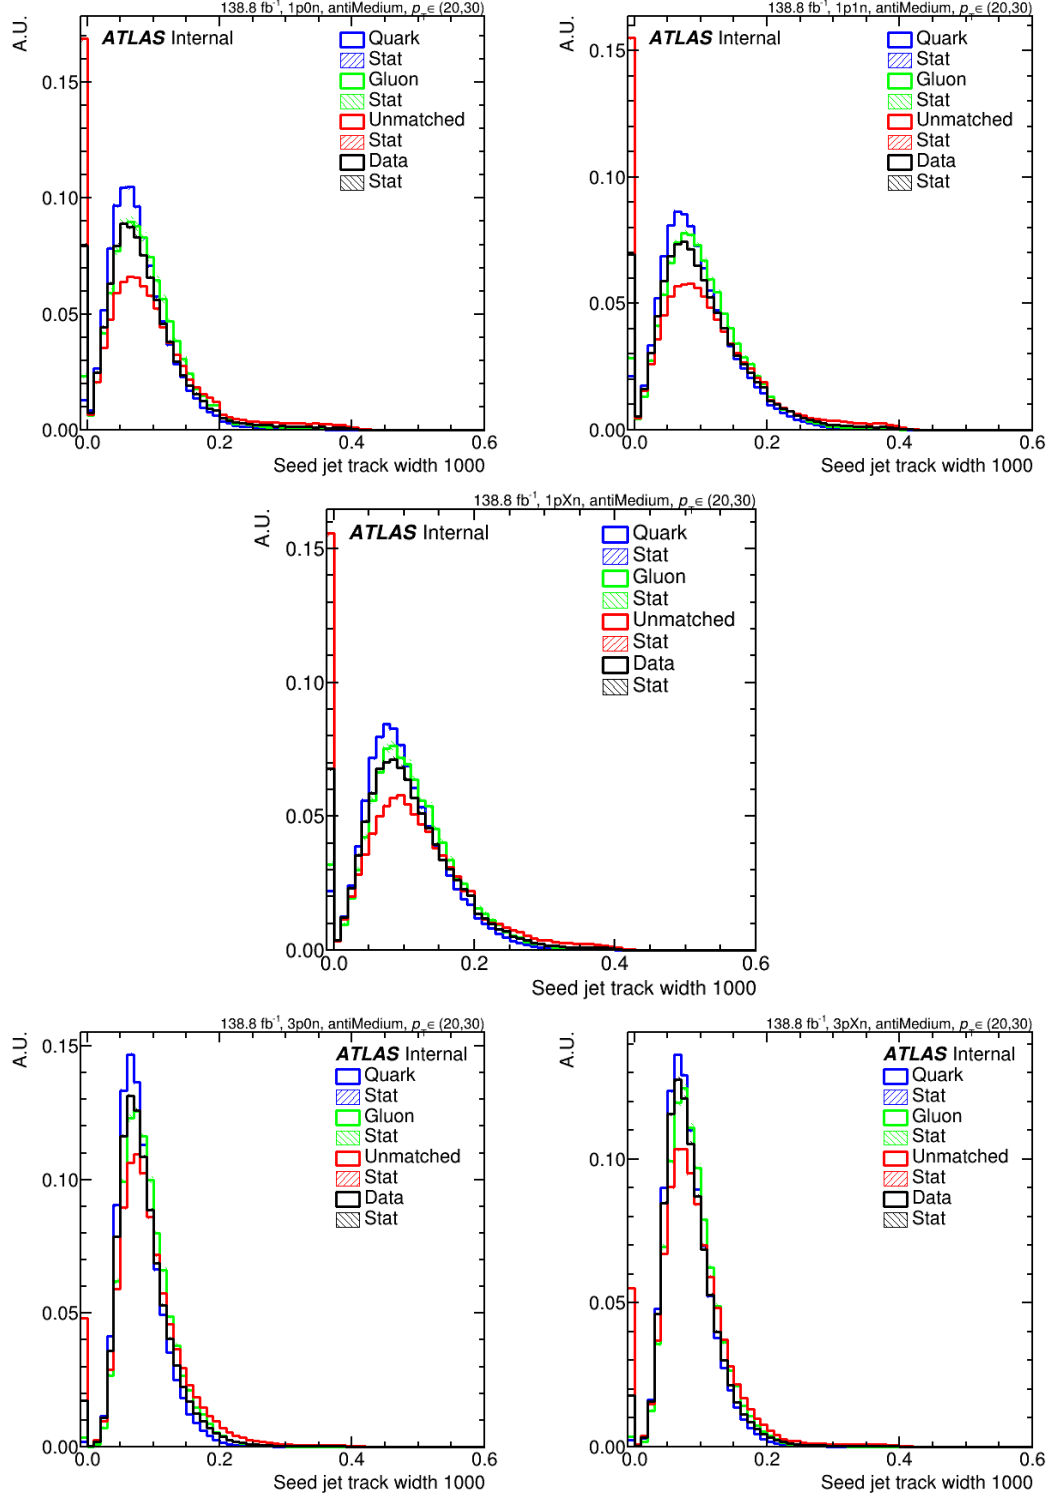 138.8 fb⁻¹, 1p0n, antiMedium, p_T ∈ (20,30)
A.U.
ATLAS Internal
Quark
Stat
Gluon
Stat
Unmatched
Stat
Data
Stat
0.15
0.10
0.05
0.00
0.0 0.2 0.4 0.6
Seed jet track width 1000
138.8 fb⁻¹, 1p1n, antiMedium, p_T ∈ (20,30)
A.U.
ATLAS Internal
Quark
Stat
Gluon
Stat
Unmatched
Stat
Data
Stat
0.15
0.10
0.05
0.00
0.0 0.2 0.4 0.6
Seed jet track width 1000
138.8 fb⁻¹, 1pXn, antiMedium, p_T ∈ (20,30)
A.U.
ATLAS Internal
Quark
Stat
Gluon
Stat
Unmatched
Stat
Data
Stat
0.15
0.10
0.05
0.00
0.0 0.2 0.4 0.6
Seed jet track width 1000
138.8 fb⁻¹, 3p0n, antiMedium, p_T ∈ (20,30)
A.U.
ATLAS Internal
Quark
Stat
Gluon
Stat
Unmatched
Stat
Data
Stat
0.15
0.10
0.05
0.00
0.0 0.2 0.4 0.6
Seed jet track width 1000
138.8 fb⁻¹, 3pXn, antiMedium, p_T ∈ (20,30)
A.U.
ATLAS Internal
Quark
Stat
Gluon
Stat
Unmatched
Stat
Data
Stat
0.10
0.05
0.00
0.0 0.2 0.4 0.6
Seed jet track width 1000